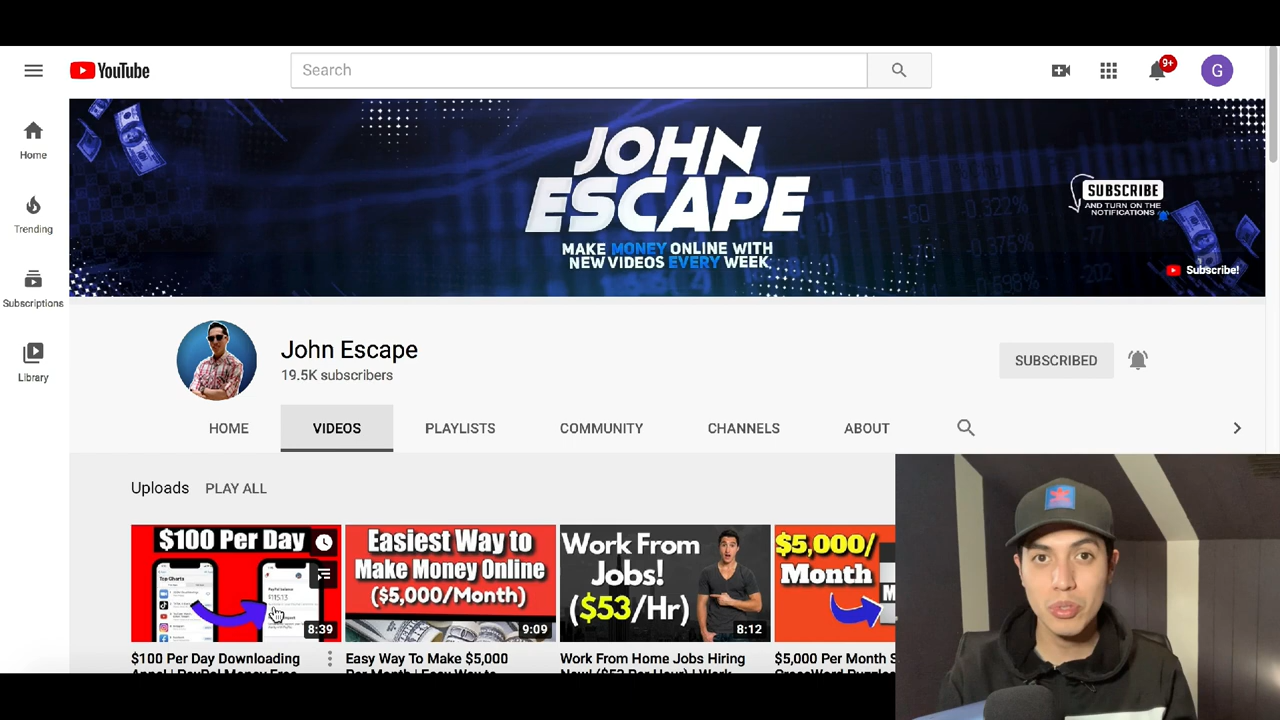 YouTube
Search
9+
G
Home
Trending
Subscriptions
Library
JOHN
ESCAPE
MAKE MONEY ONLINE WITH
NEW VIDEOS EVERY WEEK
SUBSCRIBE
AND TURN ON THE
NOTIFICATIONS
Subscribe!
John Escape
19.5K subscribers
SUBSCRIBED
HOME
VIDEOS
PLAYLISTS
COMMUNITY
CHANNELS
ABOUT
Uploads
PLAY ALL
$100 Per Day
Top Charts
8:39
Easiest Way to
Make Money Online
($5,000/Month)
9:09
Work From
Jobs!
($53/Hr)
8:12
$5,000/
Month
$100 Per Day Downloading
Easy Way To Make $5,000
Work From Home Jobs Hiring
$5,000 Per Month S